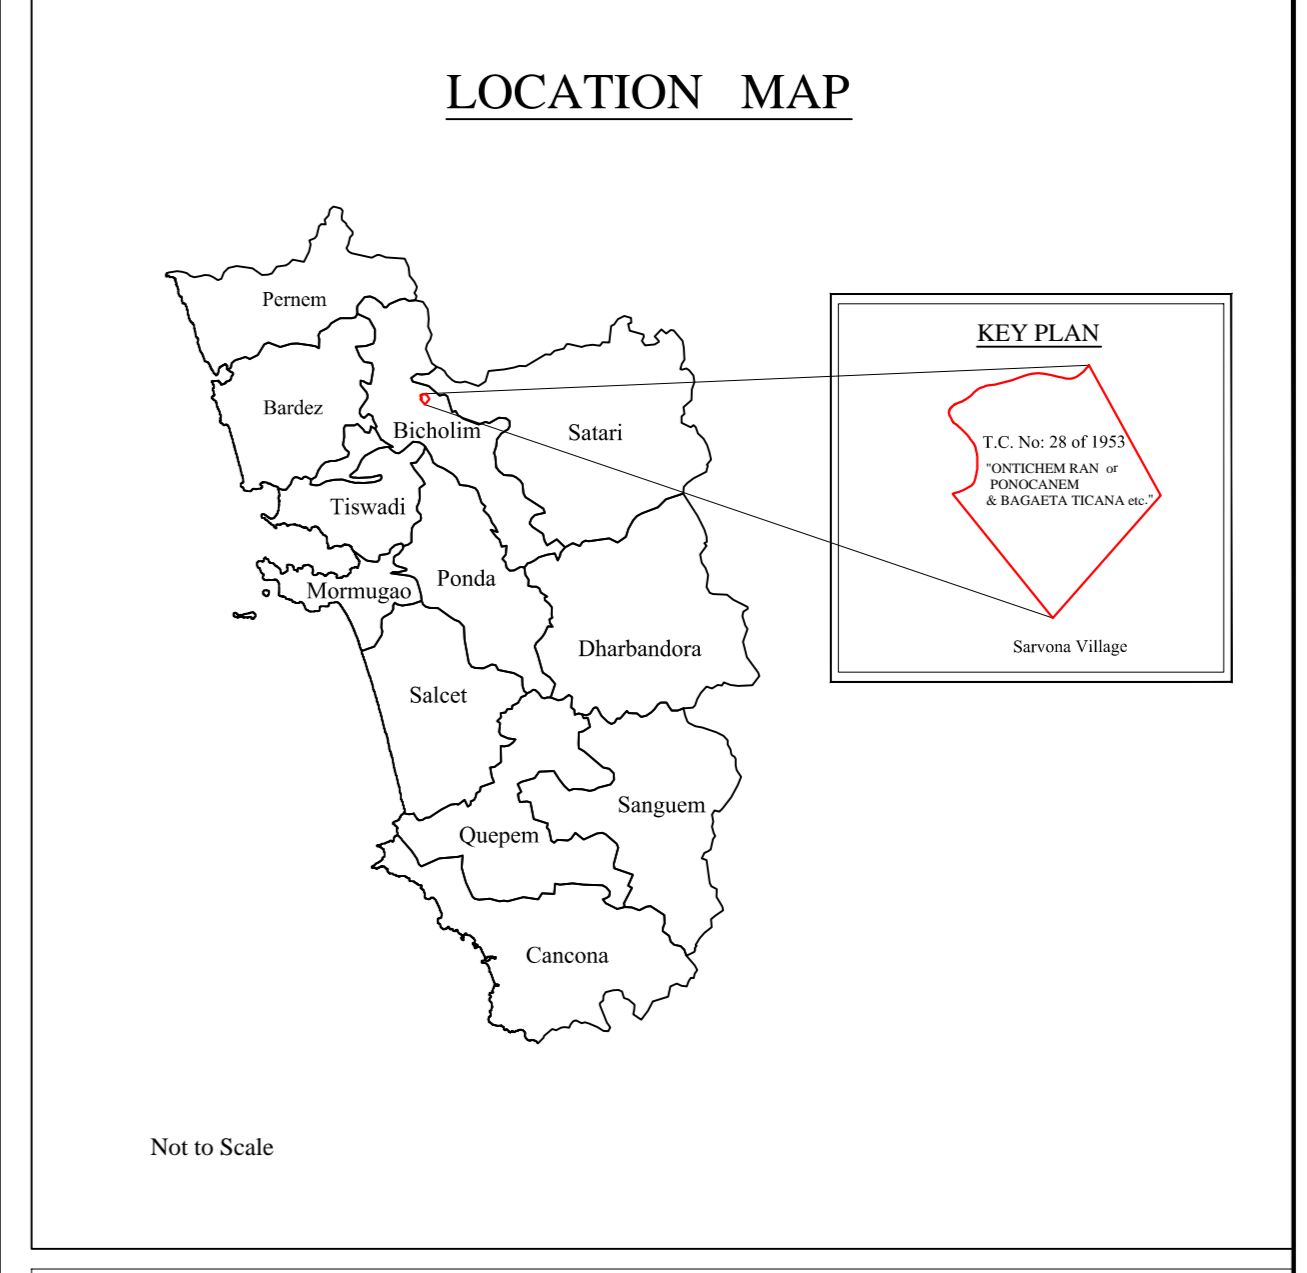 LOCATION MAP
Pernem
KEY PLAN
Bardez
Bicholim
Satari
T.C. No: 28 of 1953
"ONTICHEM RAN or
PONOCANEM
& BAGAETA TICANA etc."
Tiswadi
Ponda
Mormugao
Dharbandora
Sarvona Village
Salcet
Sanguem
Quepem
Cancona
Not to Scale